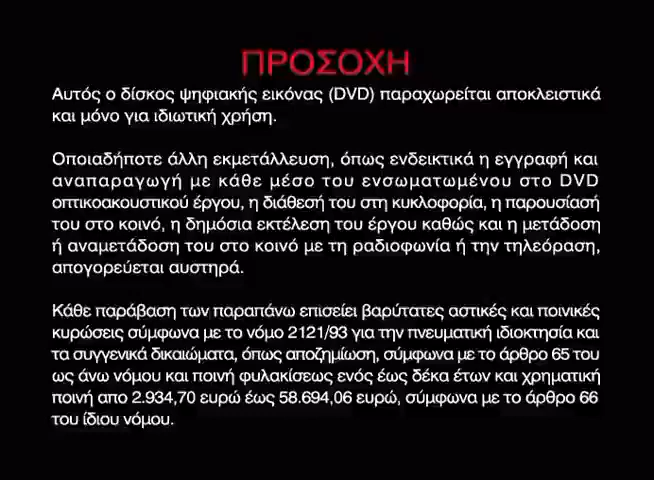 ΠΡΟΣΟΧΗ
Αυτός ο δίσκος ψηφιακής εικόνας (DVD) παραχωρείται αποκλειστικά
και μόνο για ιδιωτική χρήση.
Οποιαδήποτε άλλη εκμετάλλευση, όπως ενδεικτικά η εγγραφή και
αναπαραγωγή με κάθε μέσο του ενσωματωμένου στο DVD
οπτικοακουστικού έργου, η διάθεσή του στη κυκλοφορία, η παρουσίασή
του στο κοινό, η δημόσια εκτέλεση του έργου καθώς και η μετάδοση
ή αναμετάδοση του στο κοινό με τη ραδιοφωνία ή την τηλεόραση,
απογορεύεται αυστηρά.
Κάθε παράβαση των παραπάνω επισείει βαρύτατες αστικές και ποινικές
κυρώσεις σύμφωνα με το νόμο 2121/93 για την πνευματική ιδιοκτησία και
τα συγγενικά δικαιώματα, όπως αποζημίωση, σύμφωνα με το άρθρο 65 του
ως άνω νόμου και ποινή φυλακίσεως ενός έως δέκα έτων και χρηματική
ποινή απο 2.934,70 ευρώ έως 58.694,06 ευρώ, σύμφωνα με το άρθρο 66
του ίδιου νόμου.